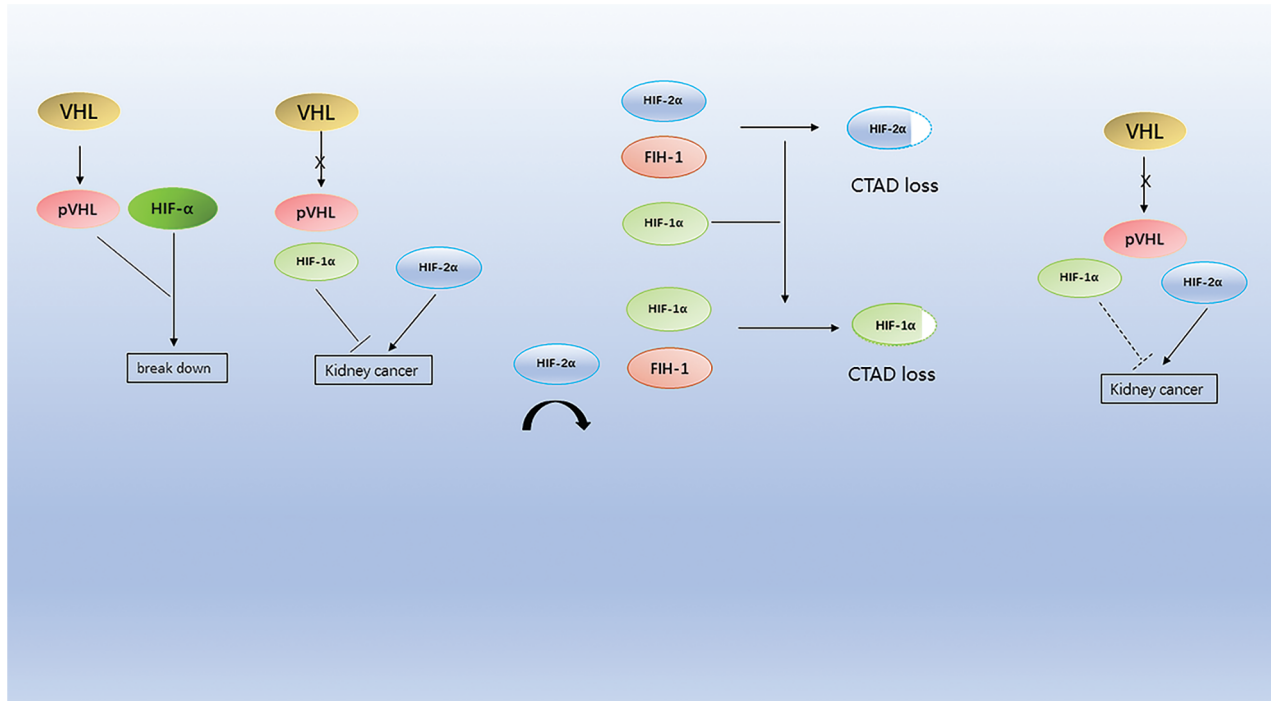 VHL
pVHL
HIF-α
break down
VHL
X
pVHL
HIF-1α
HIF-2α
Kidney cancer
HIF-2α
FIH-1
HIF-1α
HIF-2α
CTAD loss
HIF-1α
HIF-2α
FIH-1
HIF-1α
CTAD loss
VHL
X
pVHL
HIF-1α
HIF-2α
Kidney cancer